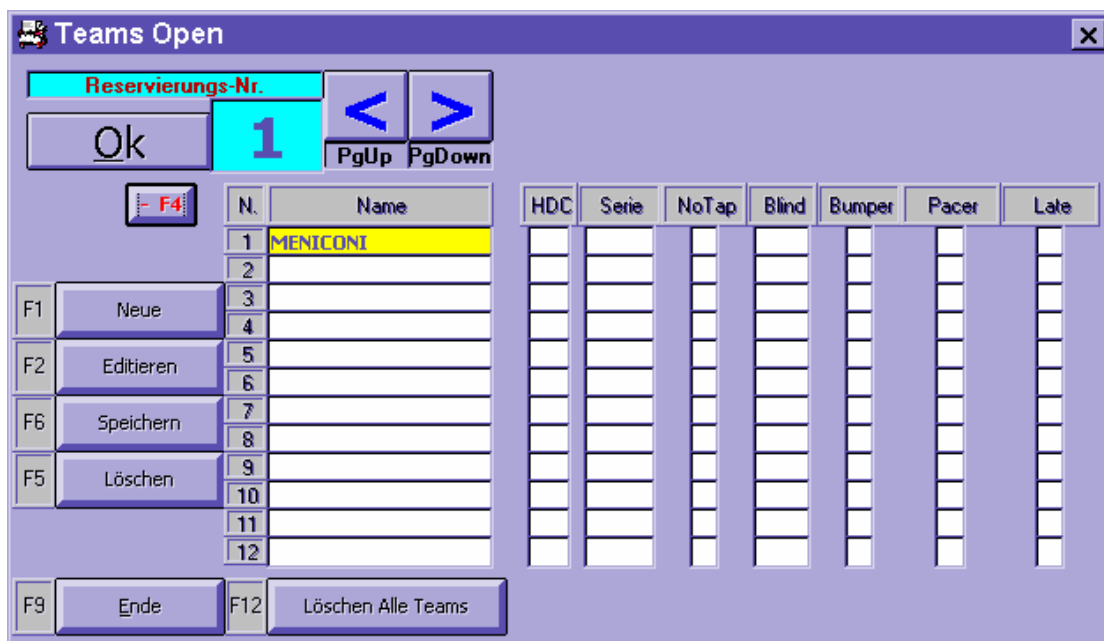 Teams Open
Reservierungs-Nr.
Ok 1 < >
PgUp PgDown
- F4 N. Name HDC Serie NoTap Blind Bumper Pacer Late
1 MENICONI
2
F1 Neue 3
4
F2 Editieren 5
6
F6 Speichern 7
8
F5 Löschen 9
10
11
12
F9 Ende F12 Löschen Alle Teams